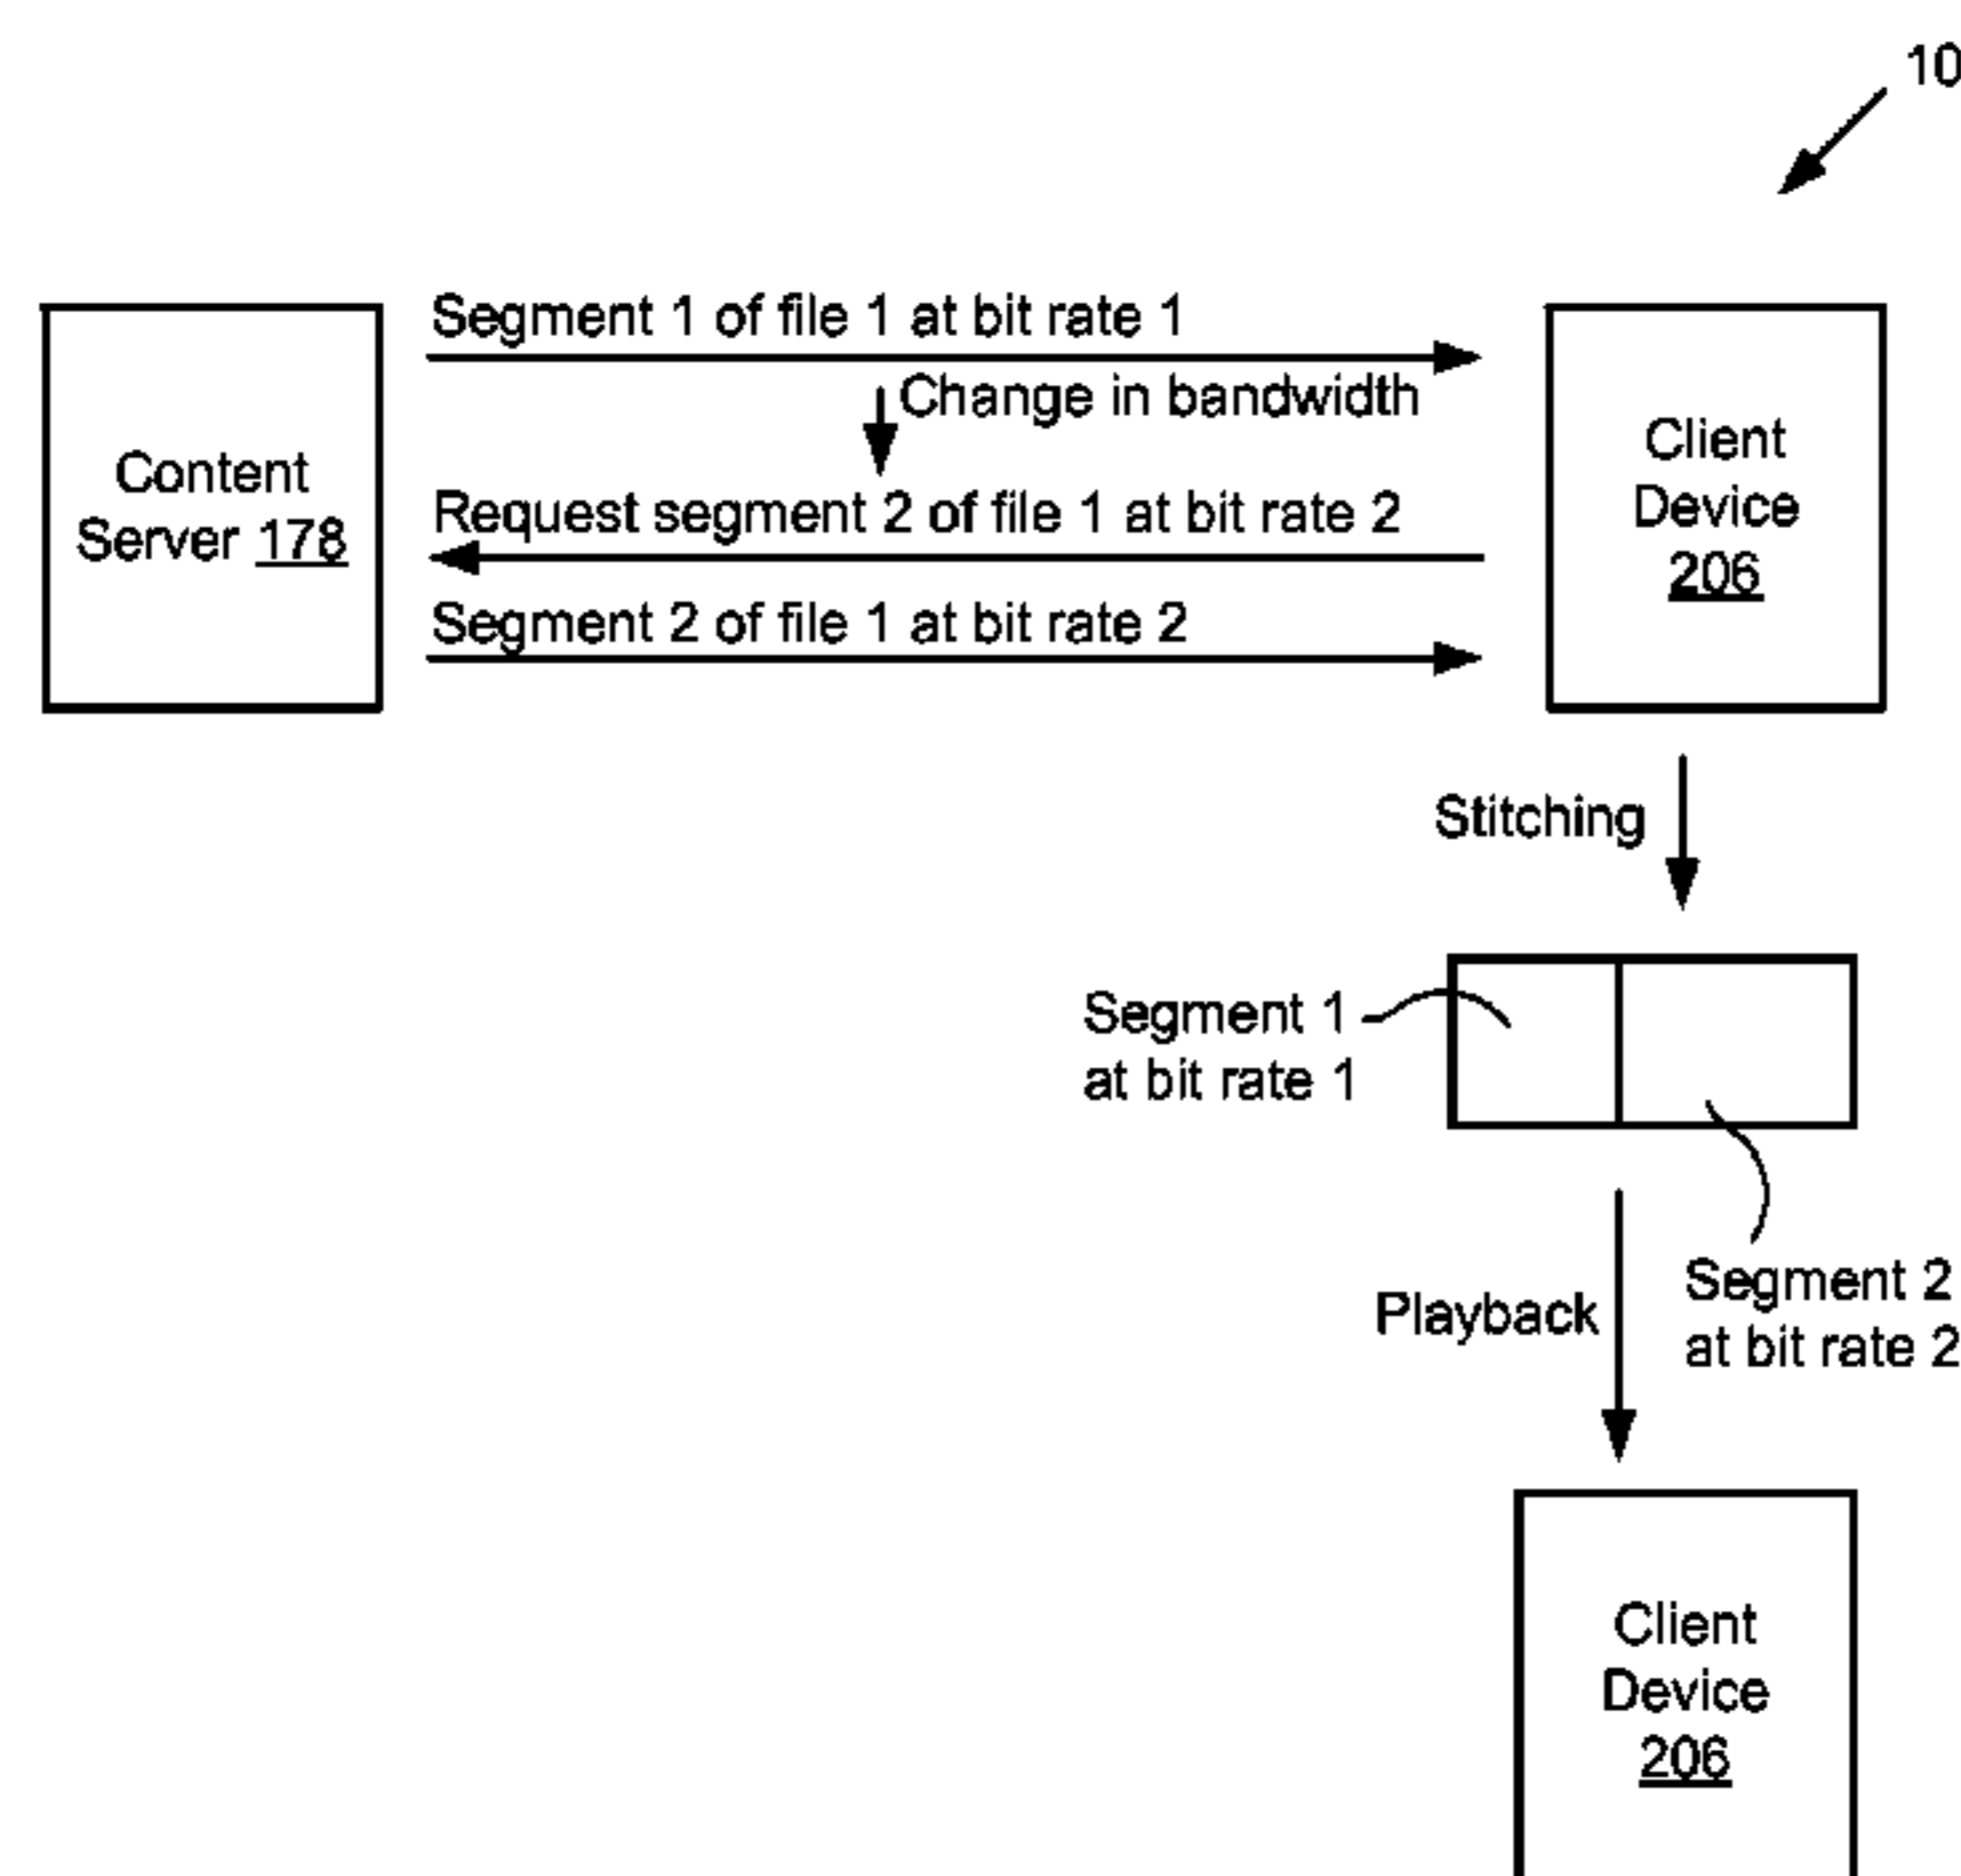 10
Segment 1 of file 1 at bit rate 1
Change in bandwidth
Content
Server 178
Request segment 2 of file 1 at bit rate 2
Segment 2 of file 1 at bit rate 2
Client
Device
206
Stitching
Segment 1
at bit rate 1
Segment 2
at bit rate 2
Playback
Client
Device
206